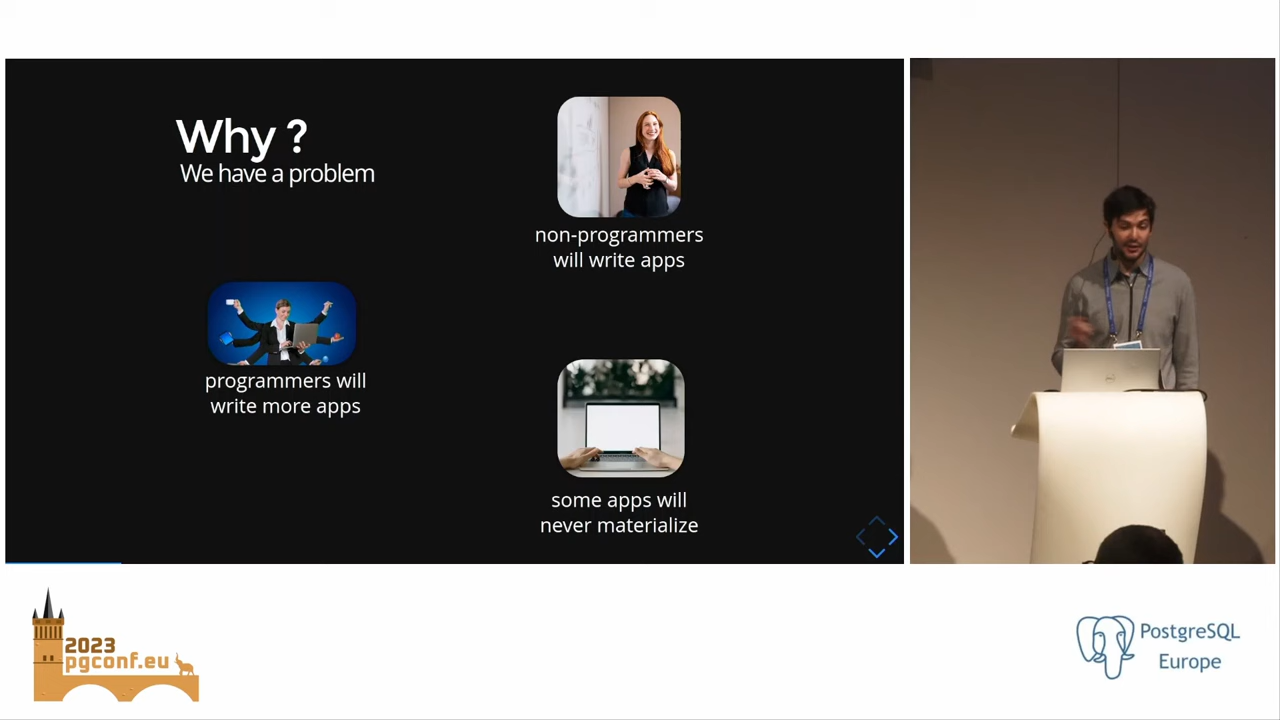 Why ?
We have a problem
non-programmers
will write apps
programmers will
write more apps
some apps will
never materialize
2023
pgconf.eu
PostgreSQL
Europe